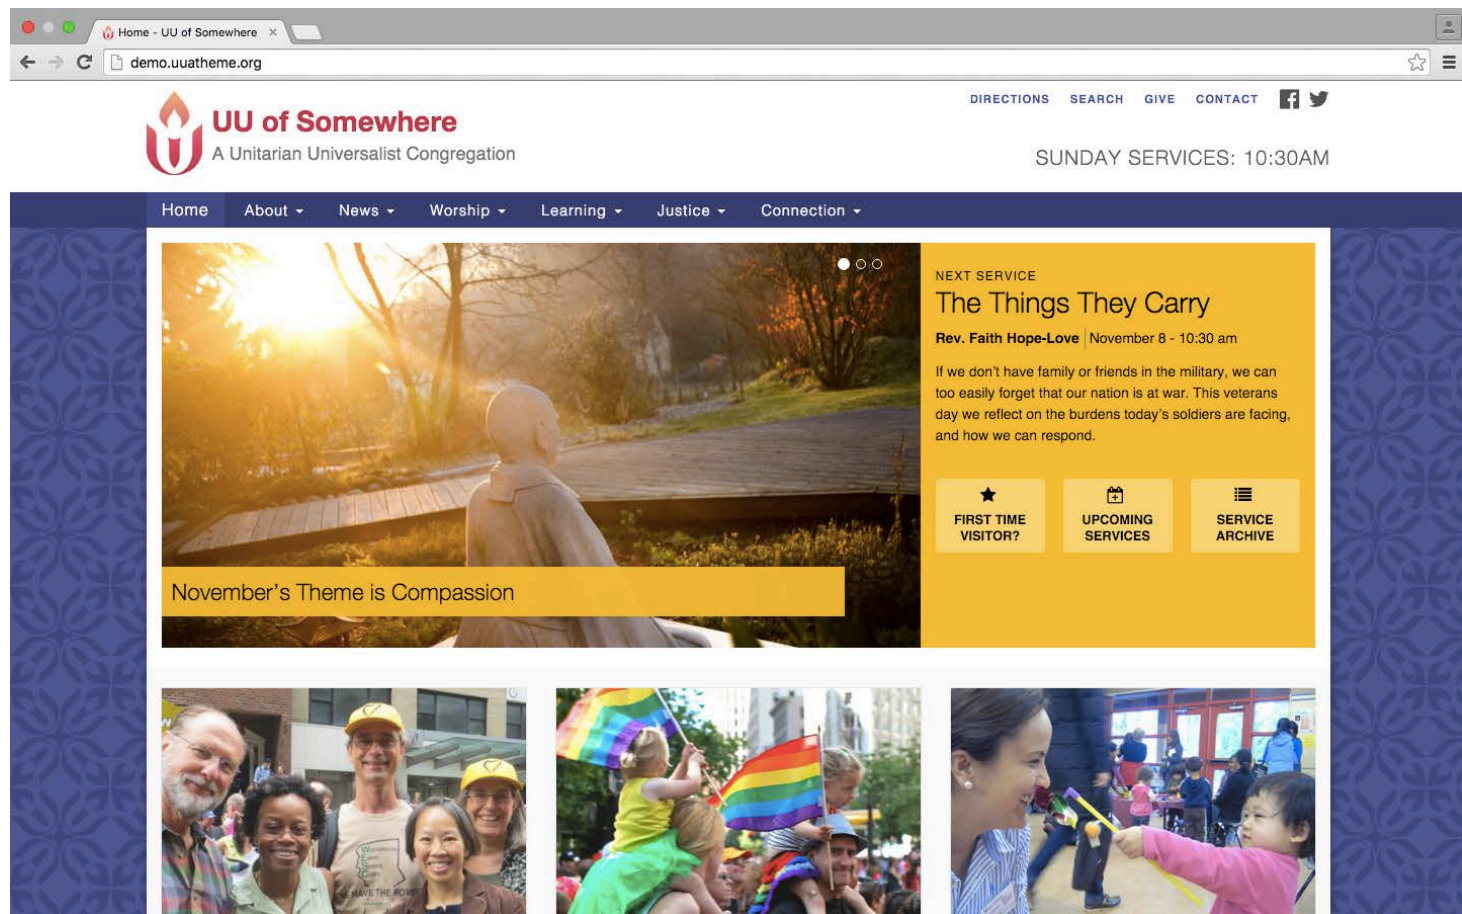 Home - UU of Somewhere
demo.uuatheme.org
DIRECTIONS SEARCH GIVE CONTACT
UU of Somewhere
A Unitarian Universalist Congregation
SUNDAY SERVICES: 10:30AM
Home About News Worship Learning Justice Connection
NEXT SERVICE
The Things They Carry
Rev. Faith Hope-Love November 8 - 10:30 am
If we don't have family or friends in the military, we can
too easily forget that our nation is at war. This veterans
day we reflect on the burdens today's soldiers are facing,
and how we can respond.
FIRST TIME
VISITOR?
UPCOMING
SERVICES
SERVICE
ARCHIVE
November's Theme is Compassion
HAVE THE POWER